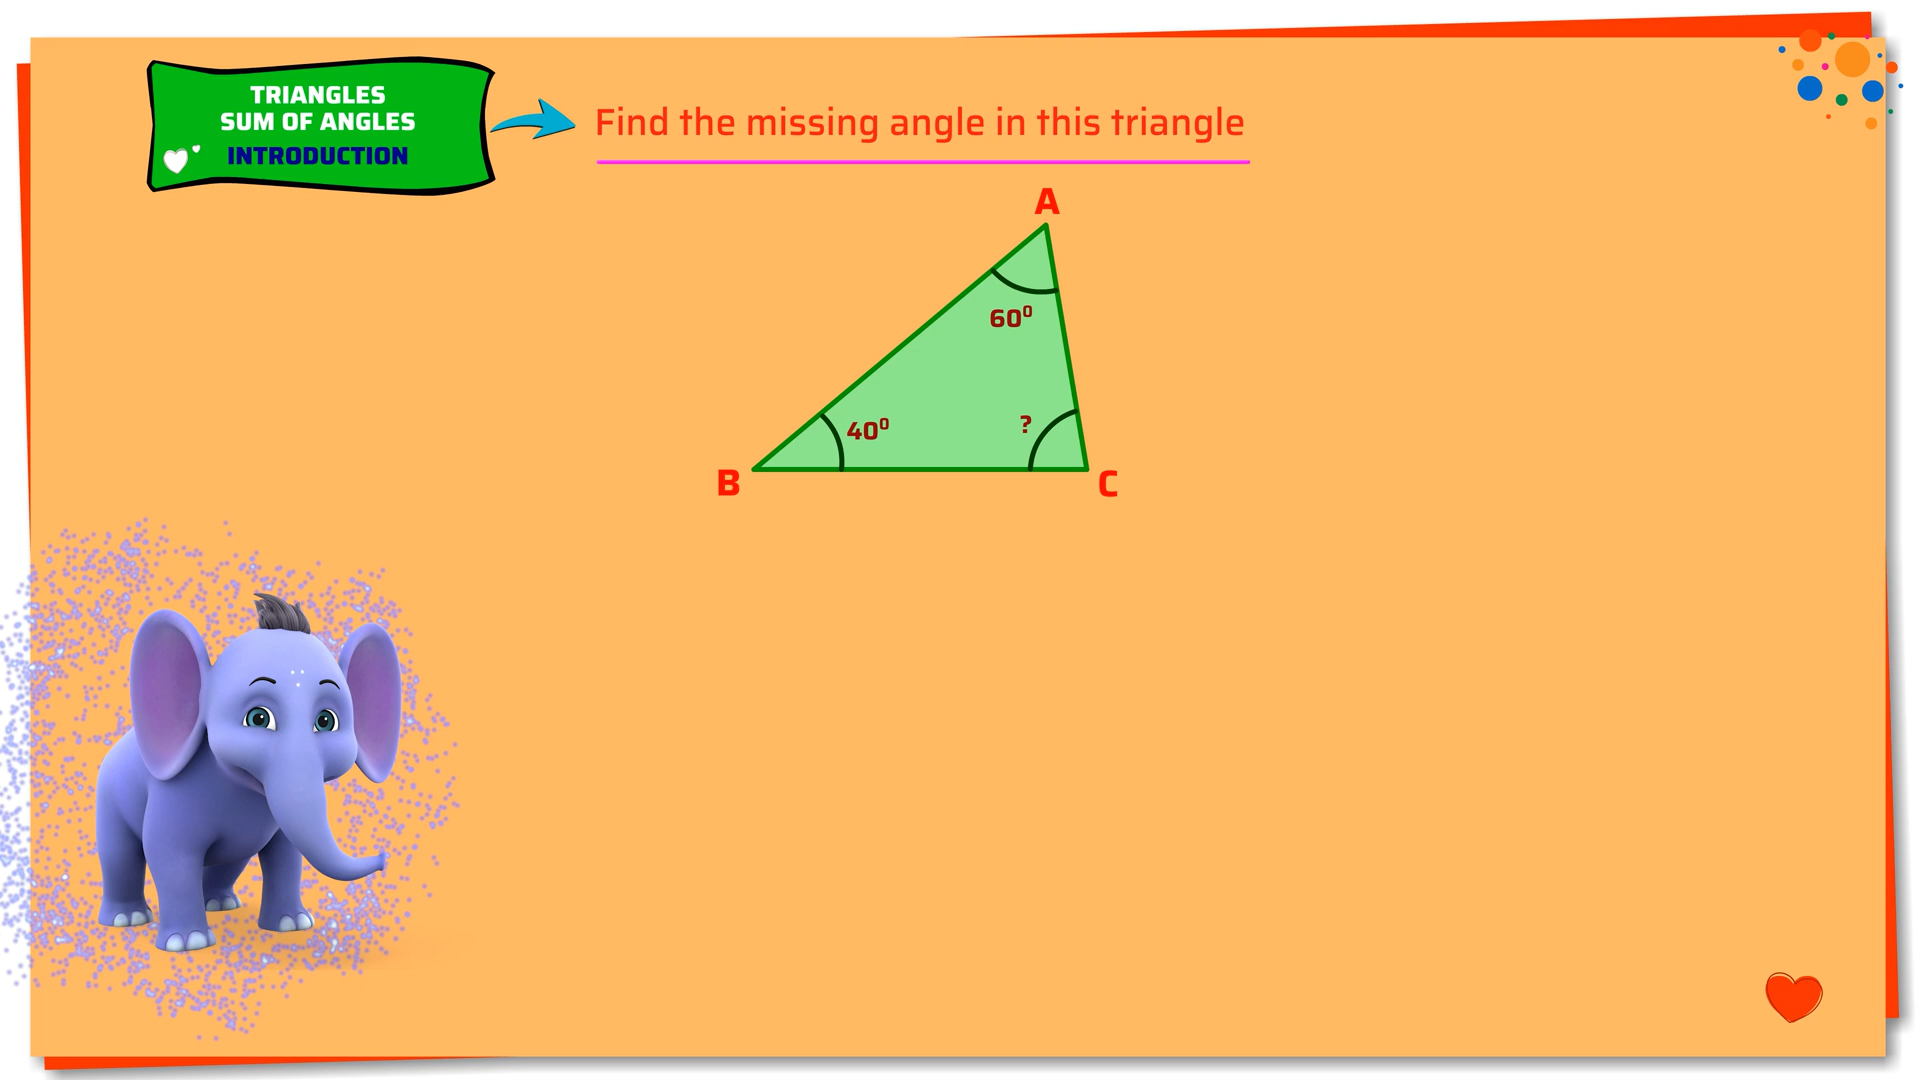 TRIANGLES
SUM OF ANGLES
INTRODUCTION
Find the missing angle in this triangle
A
60⁰
40⁰
?
B
C